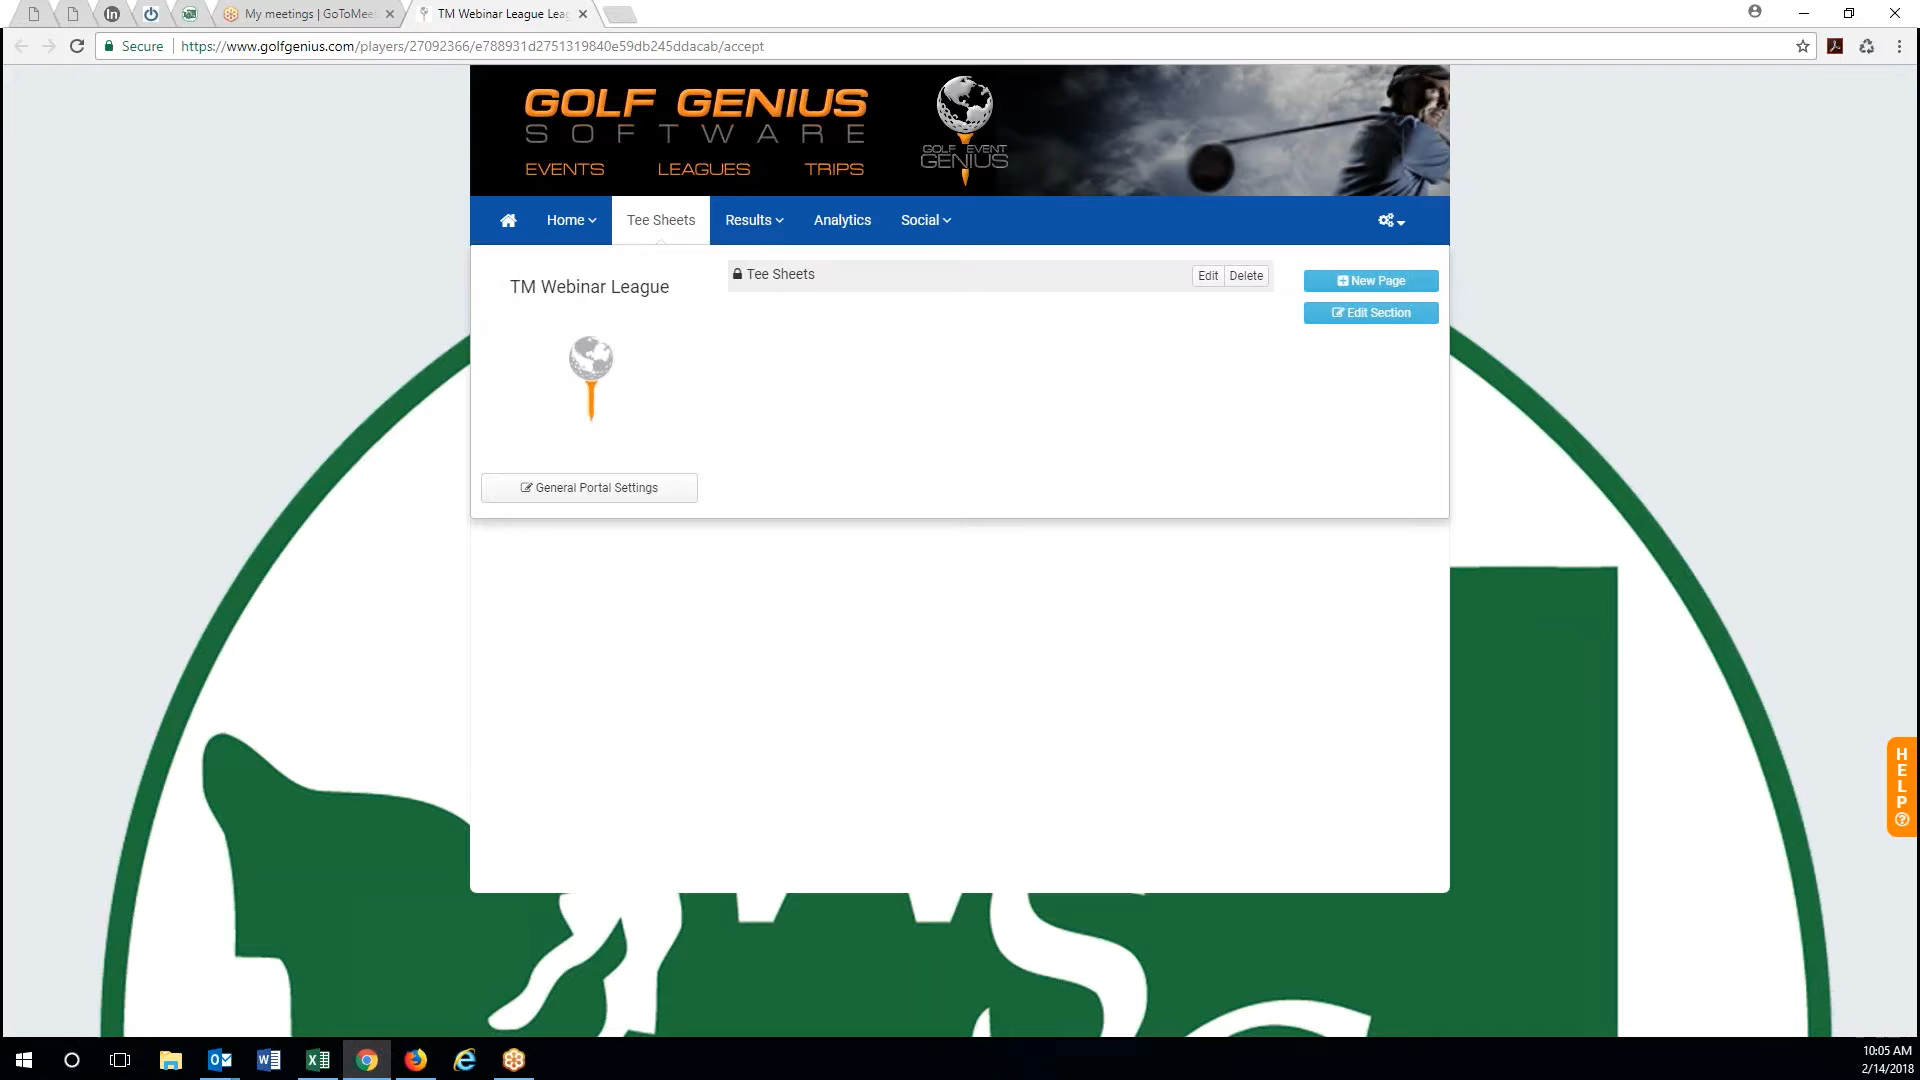 My meetings | GoToMee
TM Webinar League Lea
Secure
https://www.golfgenius.com/players/27092366/e788931d2751319840e59db245ddacab/accept
GOLF GENIUS
SOFTWARE
EVENTS LEAGUES TRIPS
GOLF EVENT
GENIUS
Home Tee Sheets Results Analytics Social
TM Webinar League
Tee Sheets
Edit Delete
New Page
Edit Section
General Portal Settings
HELP
10:05 AM
2/14/2018